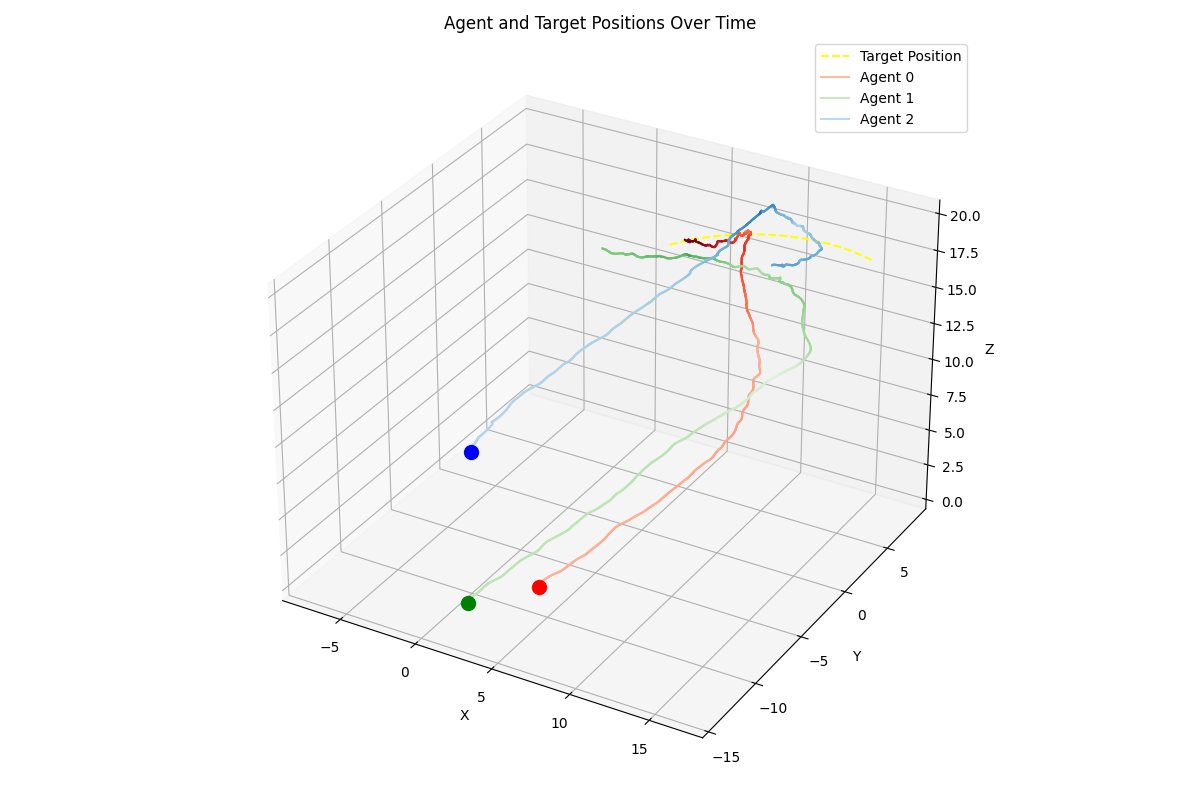 Agent and Target Positions Over Time
Target Position
Agent 0
Agent 1
Agent 2
20.0
17.5
15.0
12.5
10.0
7.5
5.0
2.5
0.0
Z
5
0
−5
−10
−15
Y
−5
0
5
10
15
X